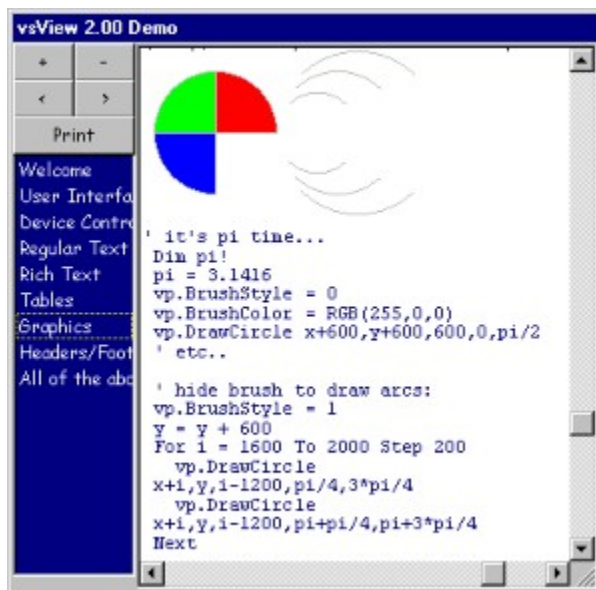 vsView 2.00 Demo
+ -
< >
Print
Welcome
User Interfa
Device Contro
Regular Text
Rich Text
Tables
Graphics
Headers/Foot
All of the abo
' it's pi time...
Dim pi!
pi = 3.1416
vp.BrushStyle = 0
vp.BrushColor = RGB(255,0,0)
vp.DrawCircle x+600,y+600,600,0,pi/2
' etc..
' hide brush to draw arcs:
vp.BrushStyle = 1
y = y + 600
For i = 1600 To 2000 Step 200
vp.DrawCircle
x+i,y,i-1200,pi/4,3*pi/4
vp.DrawCircle
x+i,y,i-1200,pi+pi/4,pi+3*pi/4
Next